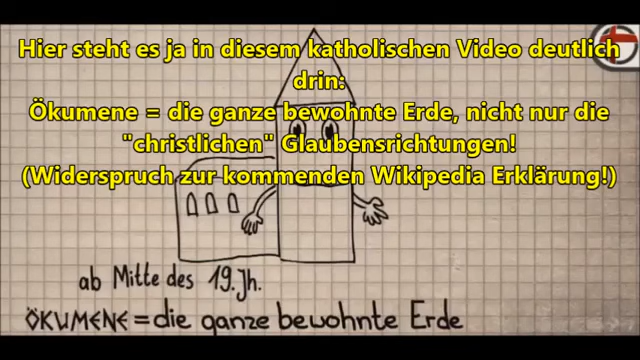 Hier steht es ja in diesem katholischen Video deutlich
drin:
Ökumene = die ganze bewohnte Erde, nicht nur die
"christlichen" Glaubensrichtungen!
(Widerspruch zur kommenden Wikipedia Erklärung!)
ab Mitte des 19. Jh.
ÖKUMENE = die ganze bewohnte Erde